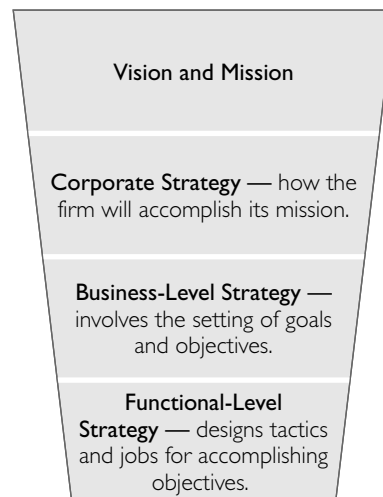 Vision and Mission
Corporate Strategy — how the
firm will accomplish its mission.
Business-Level Strategy —
involves the setting of goals
and objectives.
Functional-Level
Strategy — designs tactics
and jobs for accomplishing
objectives.